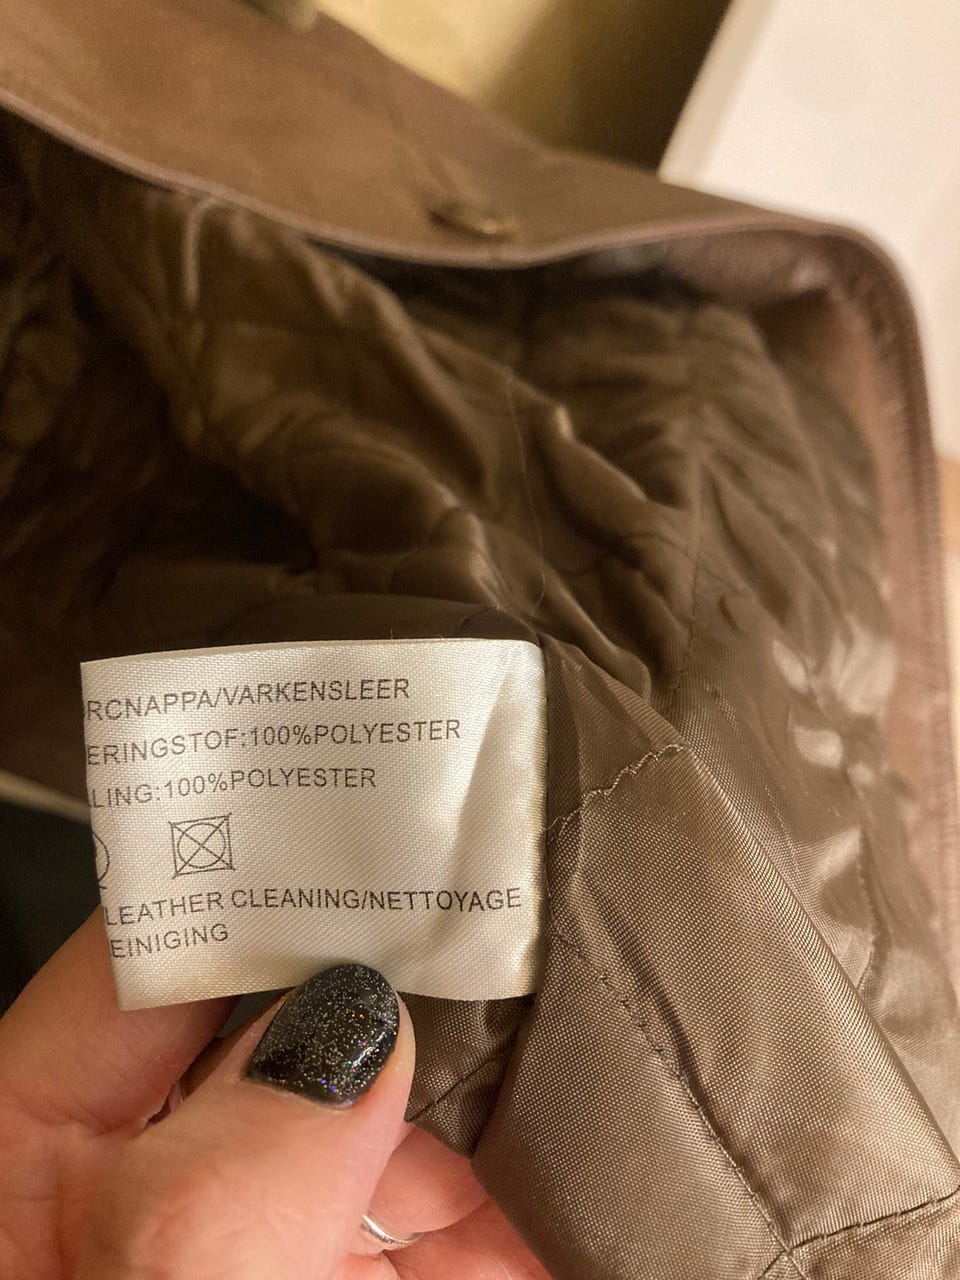 RCNAPPA/VARKENSLEER
ERINGSTOF:100%POLYESTER
LING:100%POLYESTER
LEATHER CLEANING/NETTOYAGE
EINIGING